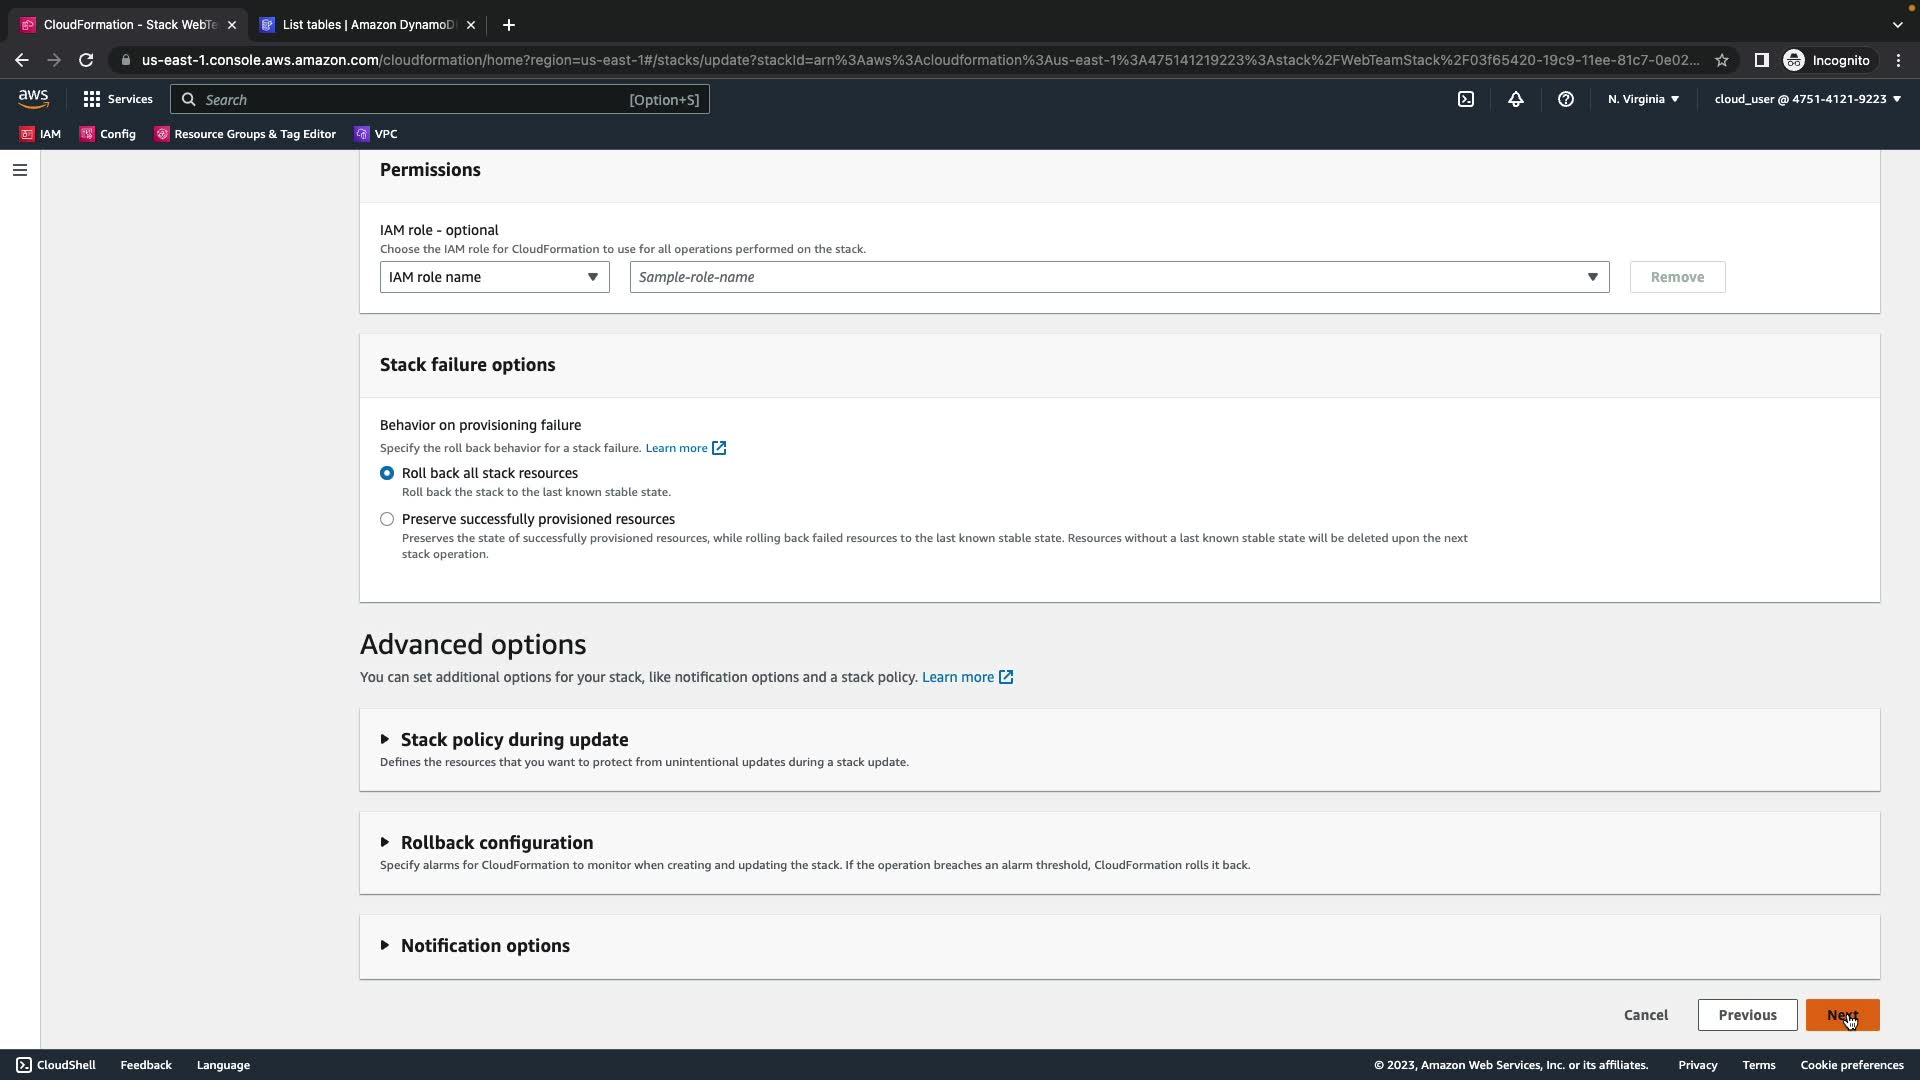 CloudFormation - Stack WebTe
List tables | Amazon DynamoD
us-east-1.console.aws.amazon.com/cloudformation/home?region=us-east-1#/stacks/update?stackId=arn%3Aaws%3Acloudformation%3Aus-east-1%3A475141219223%3Astack%2FWebTeamStack%2F03f65420-19c9-11ee-81c7-0e02...
Incognito
aws
Services
Search
[Option+S]
N. Virginia
cloud_user @ 4751-4121-9223
IAM
Config
Resource Groups & Tag Editor
VPC
Permissions
IAM role - optional
Choose the IAM role for CloudFormation to use for all operations performed on the stack.
IAM role name
Sample-role-name
Remove
Stack failure options
Behavior on provisioning failure
Specify the roll back behavior for a stack failure. Learn more
Roll back all stack resources
Roll back the stack to the last known stable state.
Preserve successfully provisioned resources
Preserves the state of successfully provisioned resources, while rolling back failed resources to the last known stable state. Resources without a last known stable state will be deleted upon the next
stack operation.
Advanced options
You can set additional options for your stack, like notification options and a stack policy. Learn more
Stack policy during update
Defines the resources that you want to protect from unintentional updates during a stack update.
Rollback configuration
Specify alarms for CloudFormation to monitor when creating and updating the stack. If the operation breaches an alarm threshold, CloudFormation rolls it back.
Notification options
Cancel
Previous
Next
CloudShell
Feedback
Language
© 2023, Amazon Web Services, Inc. or its affiliates.
Privacy
Terms
Cookie preferences